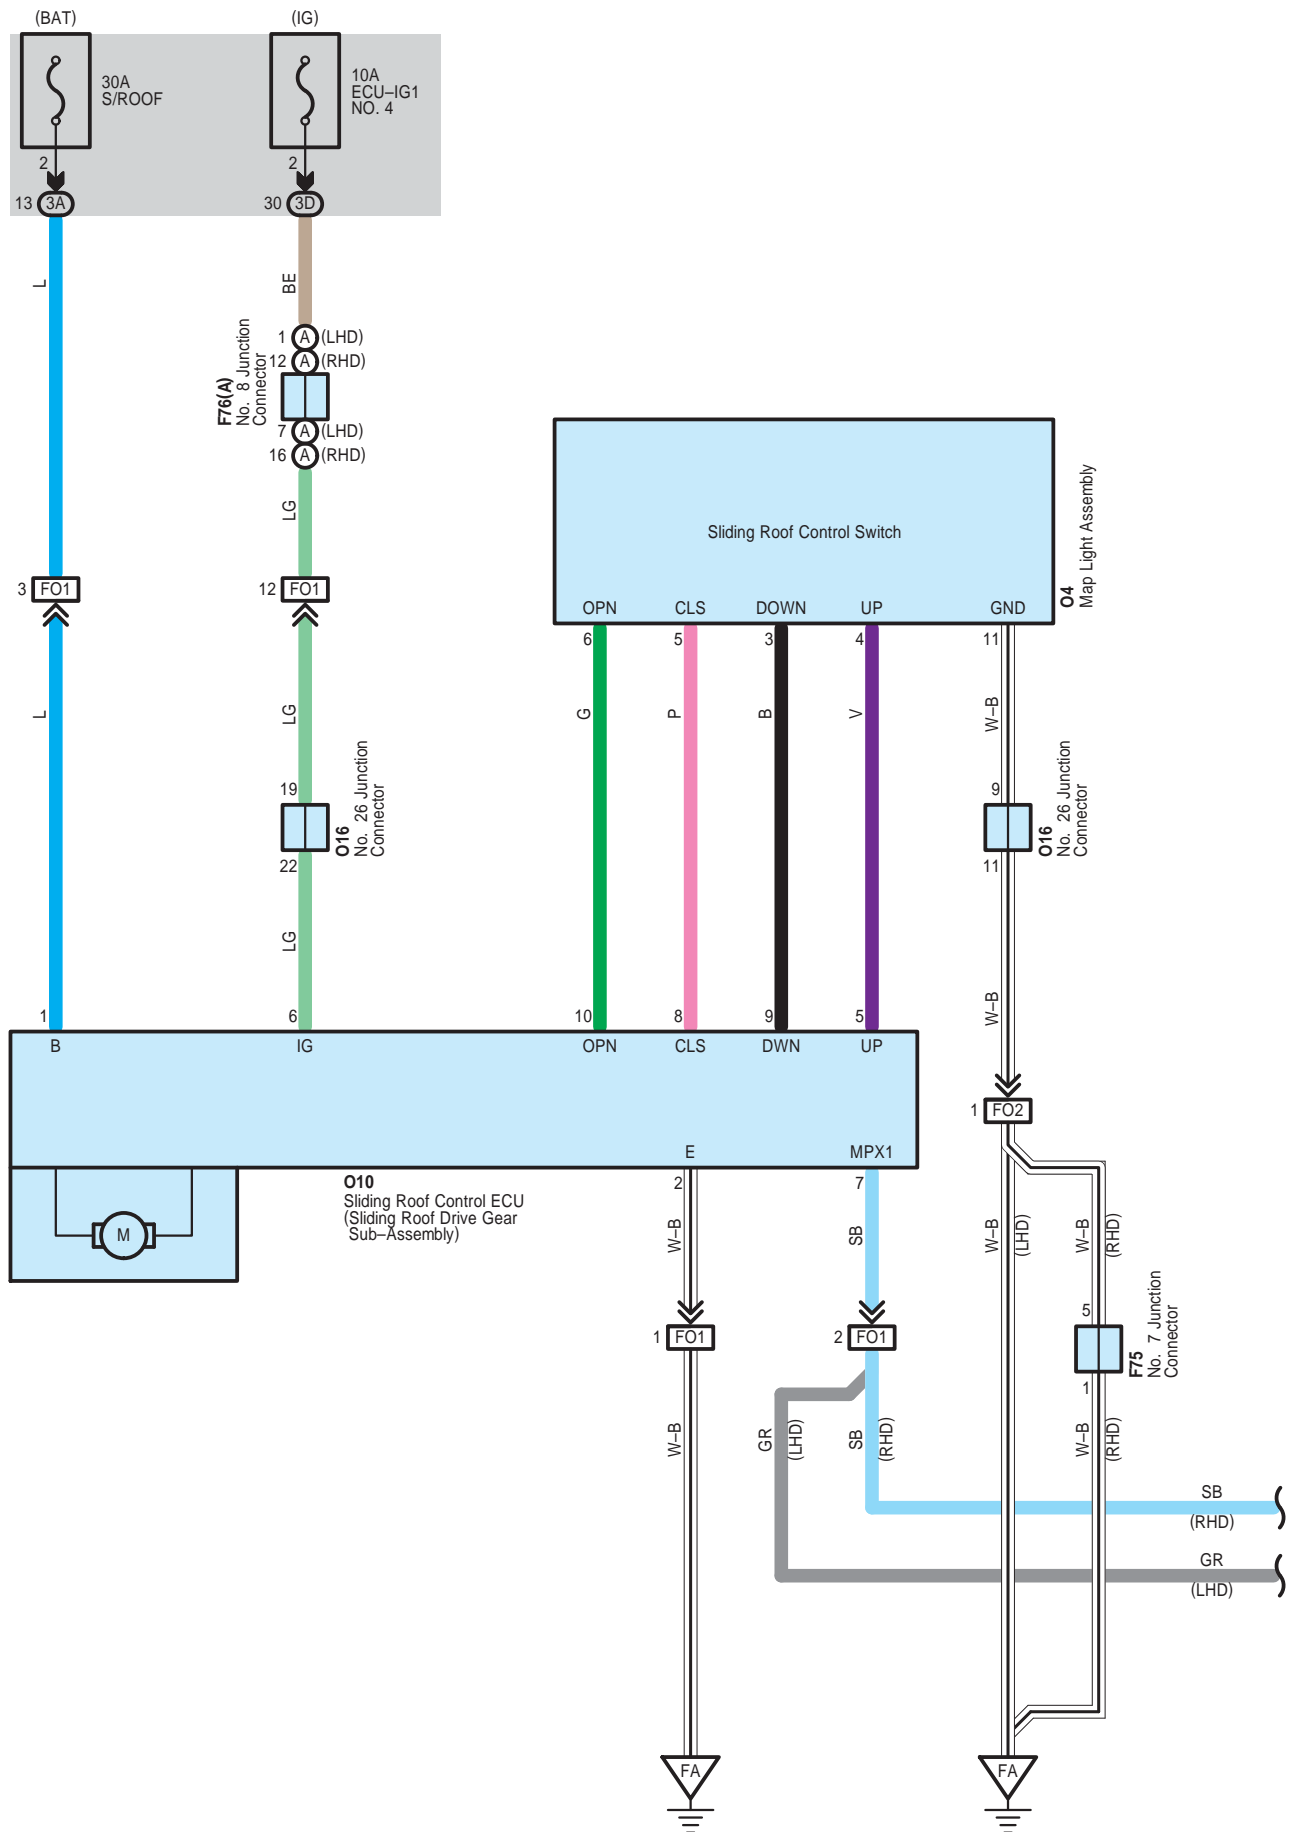 (BAT)
(IG)
30A
S/ROOF
10A
ECU–IG1
NO. 4
2
2
13 3A
30 3D
L
BE
1 A (LHD)
12 A (RHD)
F76(A)
No. 8 Junction
Connector
7 A (LHD)
16 A (RHD)
LG
3 FO1
12 FO1
L
LG
19
O16
No. 26 Junction
Connector
22
LG
Sliding Roof Control Switch
O4
Map Light Assembly
OPN CLS DOWN UP GND
6 5 3 4 11
G P B V W–B
9
O16
No. 26 Junction
Connector
11
W–B
1 6 10 8 9 5
B IG OPN CLS DWN UP
1 FO2
E MPX1
2 7
M
O10
Sliding Roof Control ECU
(Sliding Roof Drive Gear
Sub–Assembly)
W–B SB
W–B (LHD) W–B (RHD)
5
F75
No. 7 Junction
Connector
1
1 FO1 2 FO1
W–B
GR (LHD)
SB (RHD)
W–B (RHD)
SB
(RHD)
GR
(LHD)
FA FA